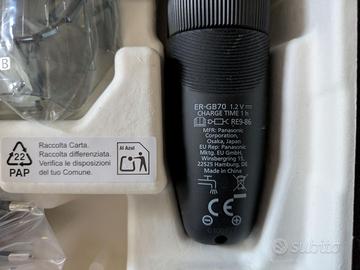 B
22
PAP
Raccolta Carta.
Raccolta differenziata.
Verifica le disposizioni
del tuo Comune.
Al Azul
ER-GB70 1.2 V
CHARGE TIME 1 h
RE9-86
MFR: Panasonic
Corporation,
Osaka, Japan
EU Rep: Panasonic
Mktg. EU GmbH,
Winsbergring 15,
22525 Hamburg, DE
Made in China
CE
subito